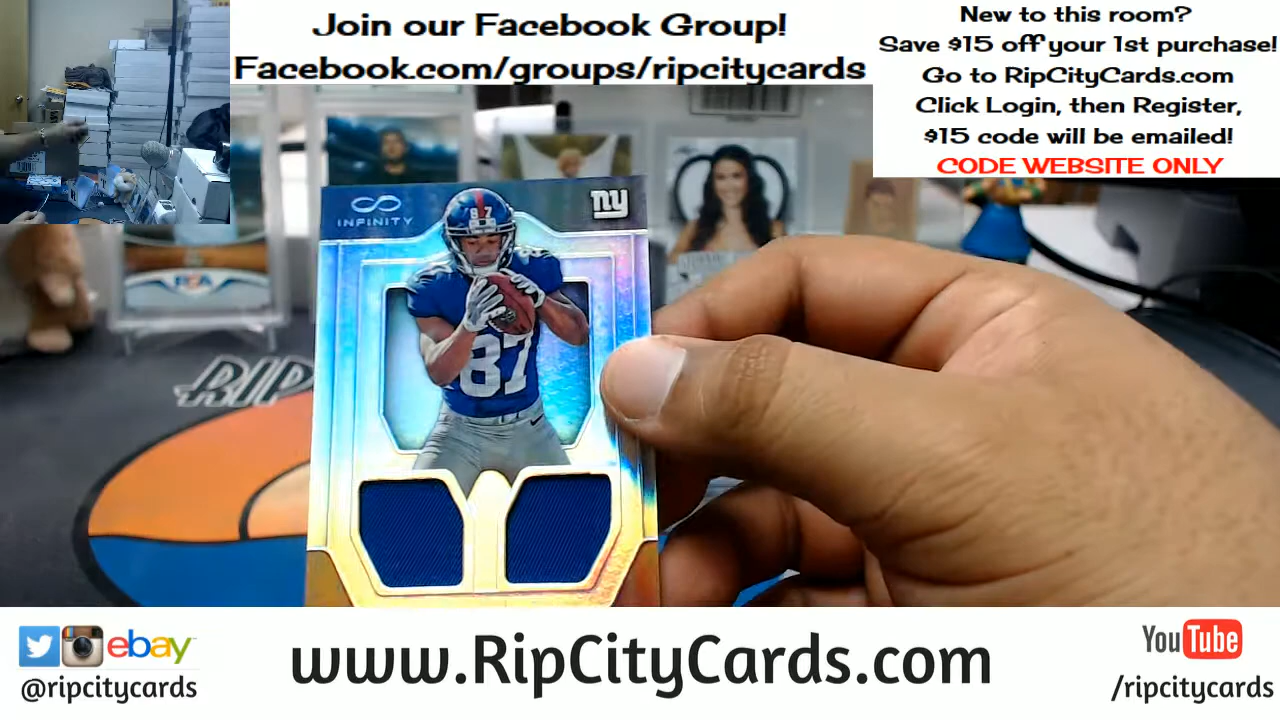 Join our Facebook Group!
Facebook.com/groups/ripcitycards
New to this room?
Save $15 off your 1st purchase!
Go to RipCityCards.com
Click Login, then Register,
$15 code will be emailed!
CODE WEBSITE ONLY
INFINITY
ny
87
87
RIP
ebay
@ripcitycards
www.RipCityCards.com
YouTube
/ripcitycards